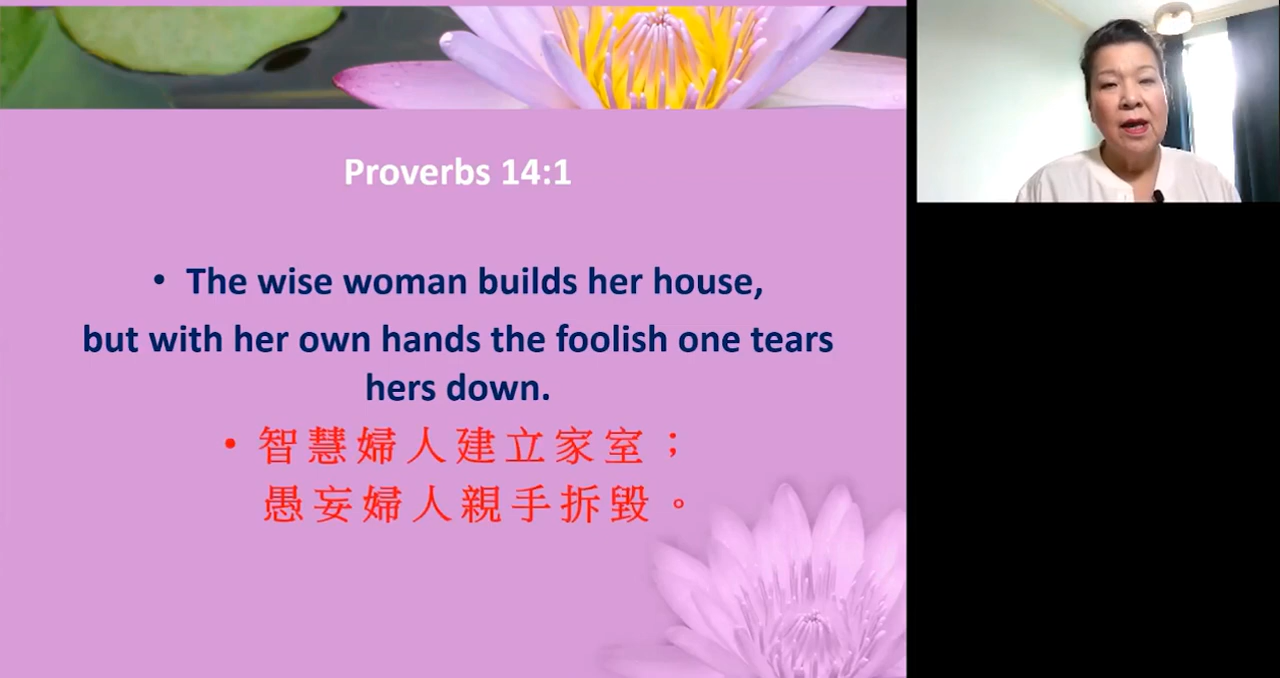 Proverbs 14:1
• The wise woman builds her house,
but with her own hands the foolish one tears
hers down.
• 智慧婦人建立家室；
愚妄婦人親手拆毀。